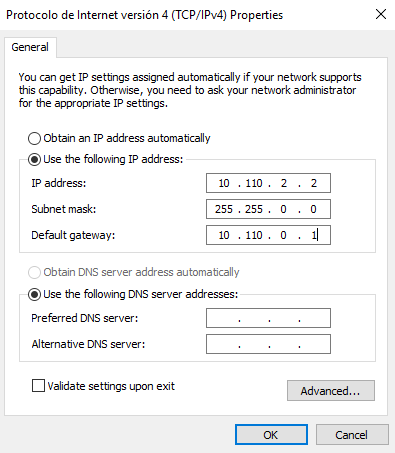 Protocolo de Internet versión 4 (TCP/IPv4) Properties
General
You can get IP settings assigned automatically if your network supports
this capability. Otherwise, you need to ask your network administrator
for the appropriate IP settings.
Obtain an IP address automatically
Use the following IP address:
IP address: 10 . 110 . 2 . 2
Subnet mask: 255 . 255 . 0 . 0
Default gateway: 10 . 110 . 0 . 1
Obtain DNS server address automatically
Use the following DNS server addresses:
Preferred DNS server: . . .
Alternative DNS server: . . .
Validate settings upon exit
Advanced...
OK Cancel